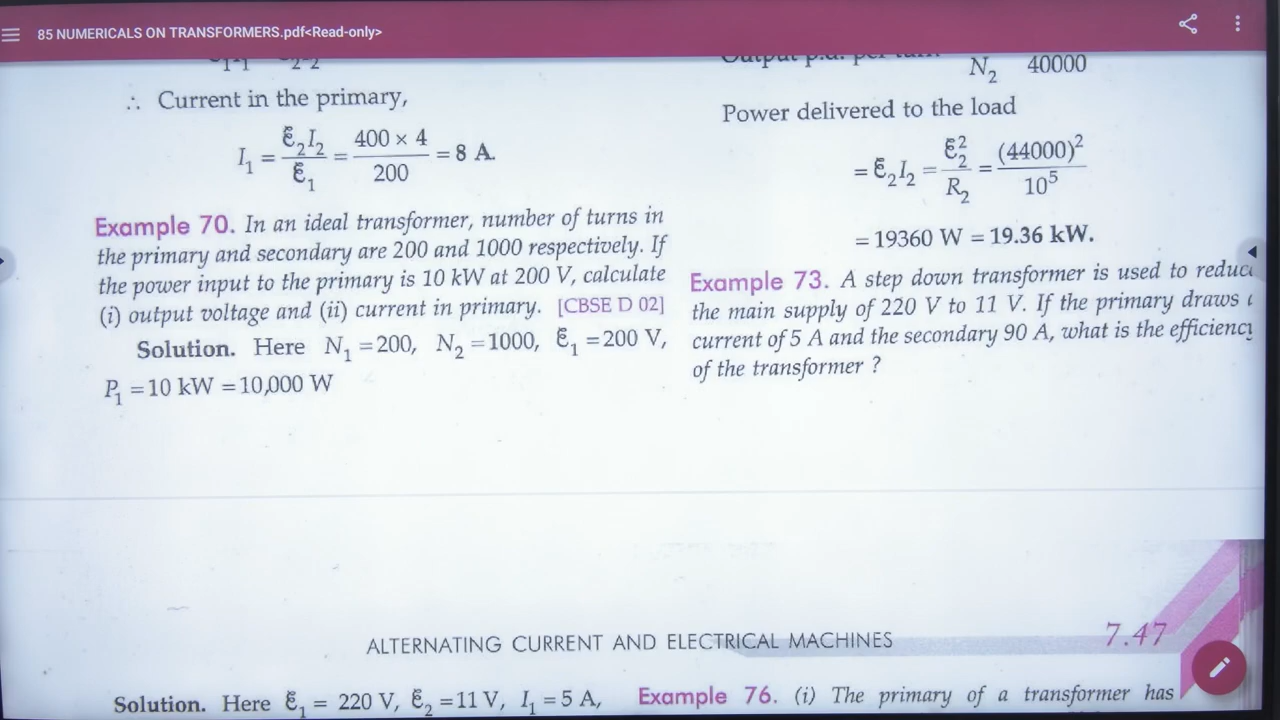 85 NUMERICALS ON TRANSFORMERS.pdf<Read-only>
∴ Current in the primary,
I₁ = ℰ₂I₂/ℰ₁ = 400 × 4/200 = 8 A.
Example 70. In an ideal transformer, number of turns in
the primary and secondary are 200 and 1000 respectively. If
the power input to the primary is 10 kW at 200 V, calculate
(i) output voltage and (ii) current in primary. [CBSE D 02]
Solution. Here N₁ = 200, N₂ = 1000, ℰ₁ = 200 V,
P₁ = 10 kW = 10,000 W
N₂ 40000
Power delivered to the load
= ℰ₂I₂ = ℰ₂²/R₂ = (44000)²/10⁵
= 19360 W = 19.36 kW.
Example 73. A step down transformer is used to reduc
the main supply of 220 V to 11 V. If the primary draws
current of 5 A and the secondary 90 A, what is the efficiency
of the transformer ?
ALTERNATING CURRENT AND ELECTRICAL MACHINES
7.47
Solution. Here ℰ₁ = 220 V, ℰ₂ = 11 V, I₁ = 5 A,
Example 76. (i) The primary of a transformer has